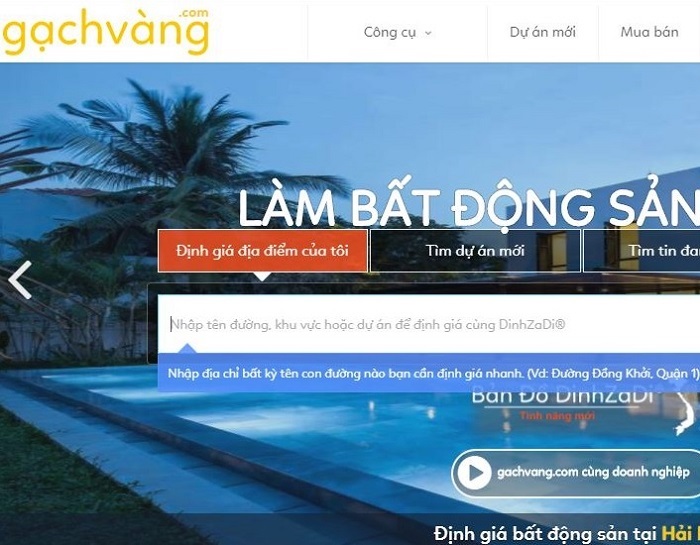 gạchvàng.com
Công cụ Dự án mới Mua bán
LÀM BẤT ĐỘNG SẢN
Định giá địa điểm của tôi Tìm dự án mới Tìm tin
Nhập tên đường, khu vực hoặc dự án để định giá cùng DinhZaDi®
Nhập địa chỉ bất kỳ tên con đường nào bạn cần định giá nhanh. (Vd: Đường Đồng Khởi, Quận 1)
Bản Đồ DinhZaDi
Tính năng mới
gachvang.com cùng doanh nghiệp
Định giá bất động sản tại Hải